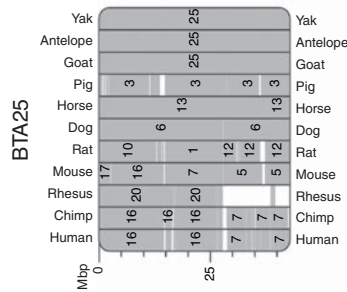 BTA25
Yak 25 Yak
Antelope 25 Antelope
Goat 25 Goat
Pig 3 3 3 3 Pig
Horse 13 13 Horse
Dog 6 6 Dog
Rat 10 1 12 12 12 Rat
Mouse 17 16 7 5 5 Mouse
Rhesus 20 20 Rhesus
Chimp 16 16 16 7 7 7 Chimp
Human 16 16 7 7 Human
Mbp 0 25